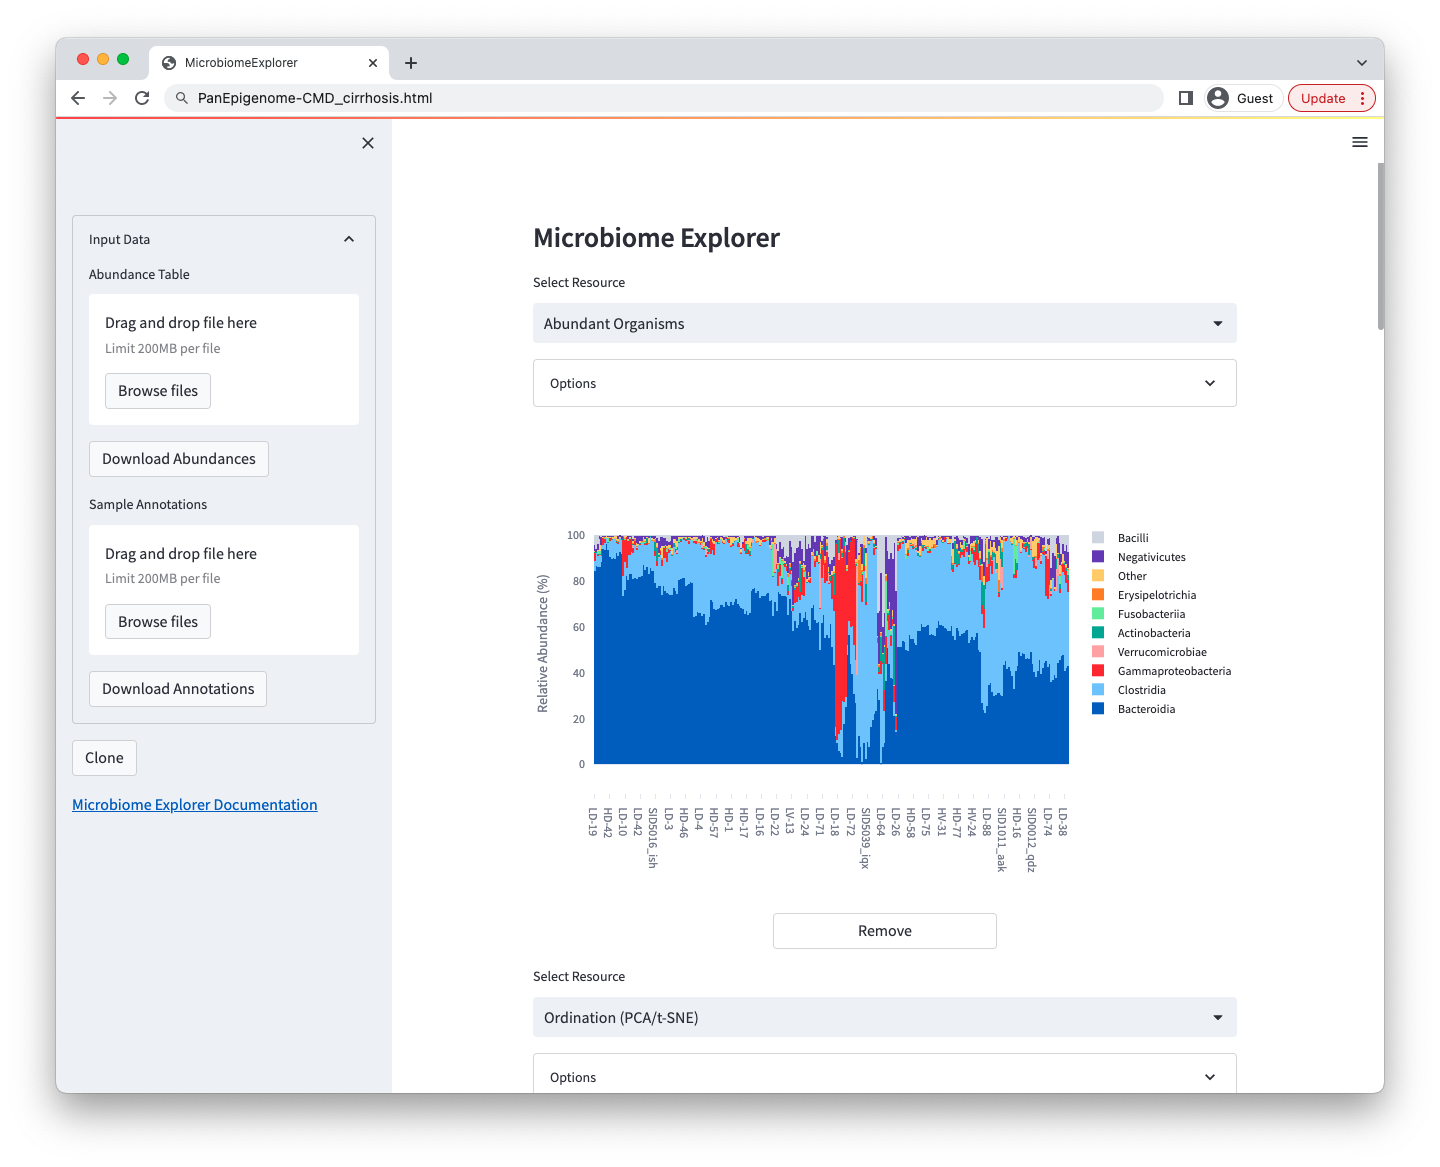 MicrobiomeExplorer
PanEpigenome-CMD_cirrhosis.html
Guest
Update
Input Data
Abundance Table
Drag and drop file here
Limit 200MB per file
Browse files
Download Abundances
Sample Annotations
Drag and drop file here
Limit 200MB per file
Browse files
Download Annotations
Clone
Microbiome Explorer Documentation
Microbiome Explorer
Select Resource
Abundant Organisms
Options
Relative Abundance (%)
100
80
60
40
20
0
LD-19
HD-42
LD-10
LD-42
SID5016_ish
LD-3
HD-46
LD-4
HD-57
HD-1
HD-17
LD-16
LD-22
LV-13
LD-24
LD-71
LD-18
LD-72
SID5039_iqx
LD-64
LD-26
HD-58
LD-75
HV-31
HD-77
HV-24
LD-88
SID1011_aak
HD-16
SID0012_qdz
LD-74
LD-38
Bacilli
Negativicutes
Other
Erysipelotrichia
Fusobacteriia
Actinobacteria
Verrucomicrobiae
Gammaproteobacteria
Clostridia
Bacteroidia
Remove
Select Resource
Ordination (PCA/t-SNE)
Options